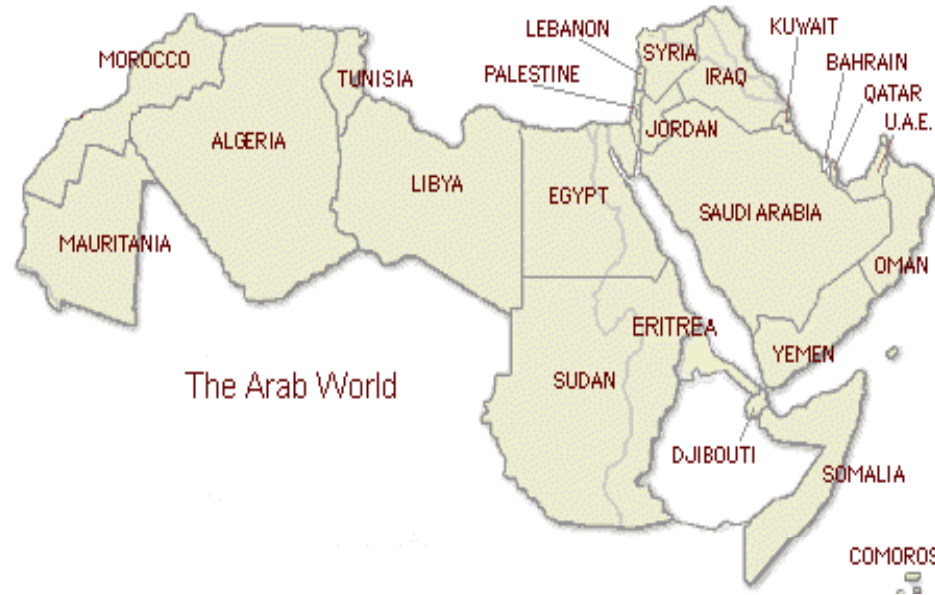 LEBANON
KUWAIT
MOROCCO
SYRIA
BAHRAIN
PALESTINE
TUNISIA
IRAQ
QATAR
U.A.E.
ALGERIA
JORDAN
LIBYA
EGYPT
SAUDI ARABIA
MAURITANIA
OMAN
ERITREA
YEMEN
The Arab World
SUDAN
DJIBOUTI
SOMALIA
COMOROS